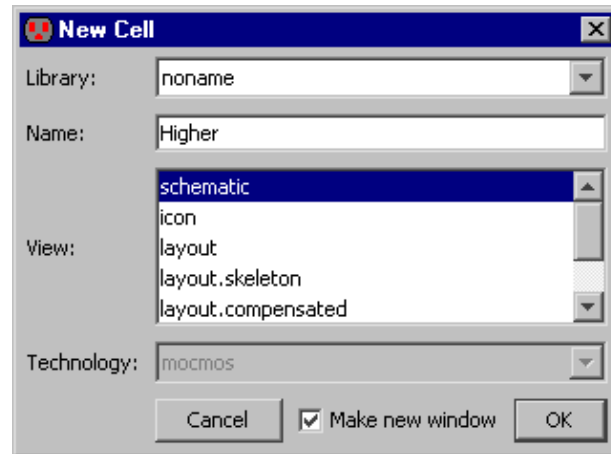 New Cell
Library: noname
Name: Higher
schematic
icon
View: layout
layout.skeleton
layout.compensated
Technology: mocmos
Cancel Make new window OK